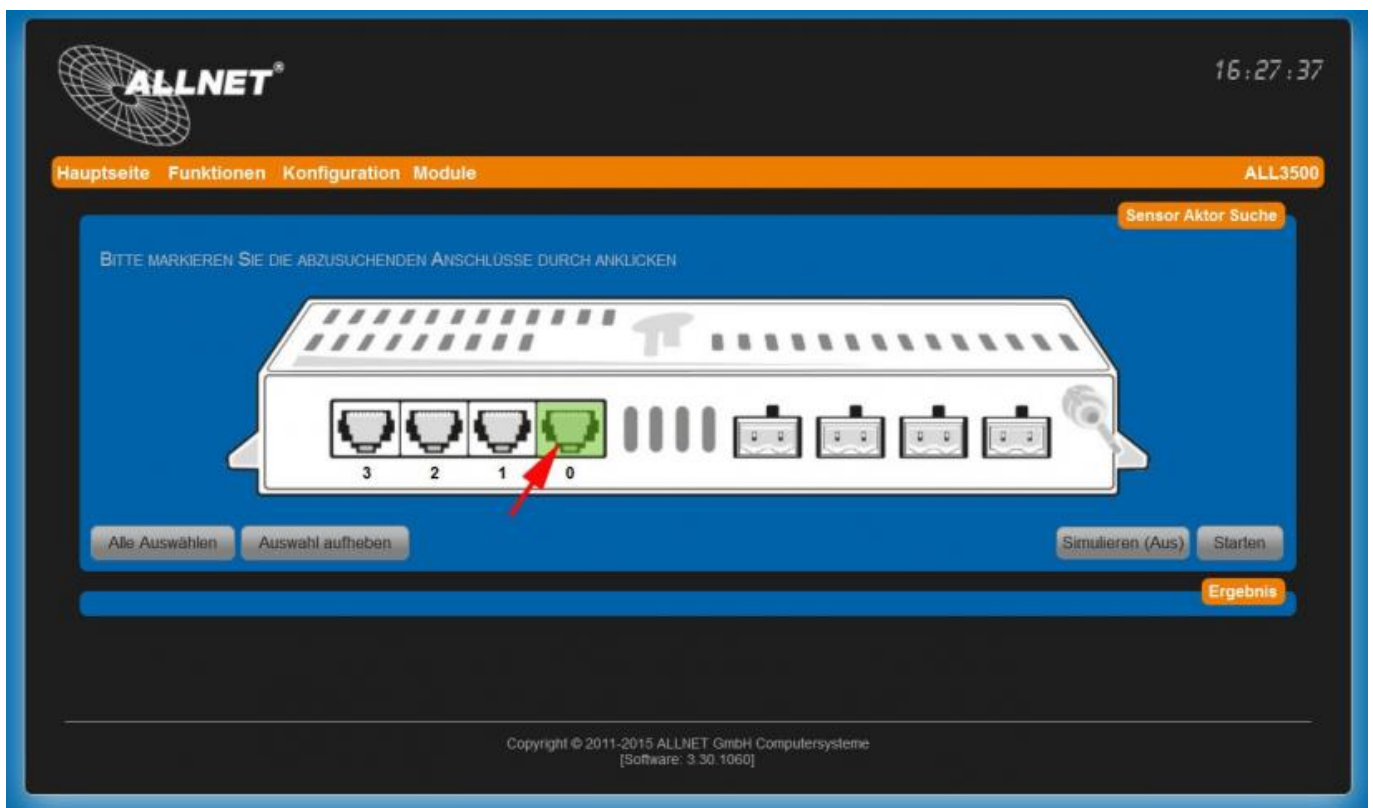 ALLNET®
16:27:37
Hauptseite Funktionen Konfiguration Module ALL3500
Sensor Aktor Suche
BITTE MARKIEREN SIE DIE ABZUSUCHENDEN ANSCHLÜSSE DURCH ANKLICKEN
3 2 1 0
Alle Auswählen Auswahl aufheben Simulieren (Aus) Starten
Ergebnis
Copyright © 2011-2015 ALLNET GmbH Computersysteme
[Software: 3.30.1060]